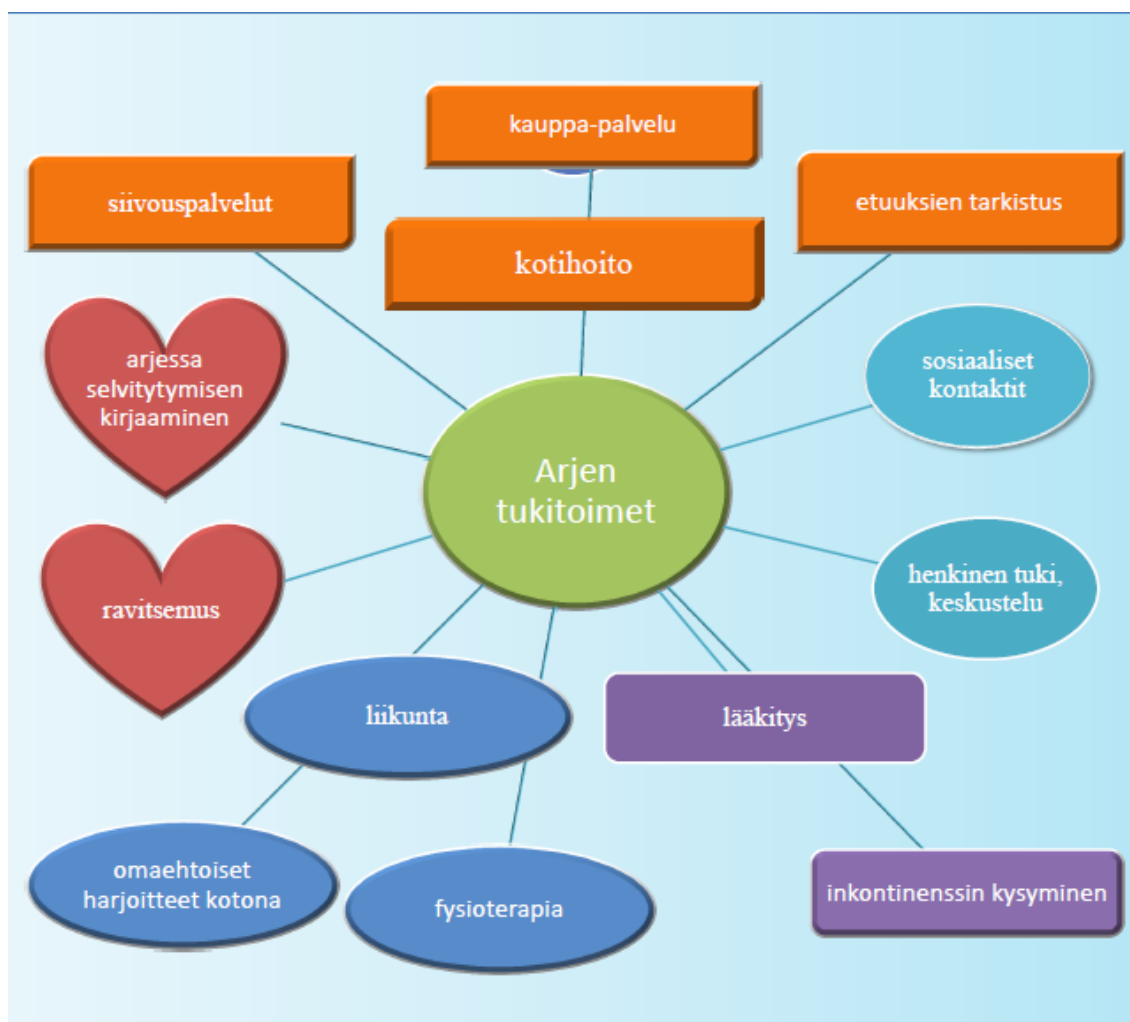 kauppa-palvelu
siivouspalvelut
etuuksien tarkistus
kotihoito
arjessa
selvitytymisen
kirjaaminen
sosiaaliset
kontaktit
Arjen
tukitoimet
henkinen tuki,
keskustelu
ravitsemus
liikunta
lääkitys
omaehtoiset
harjoitteet kotona
fysioterapia
inkontinenssin kysyminen